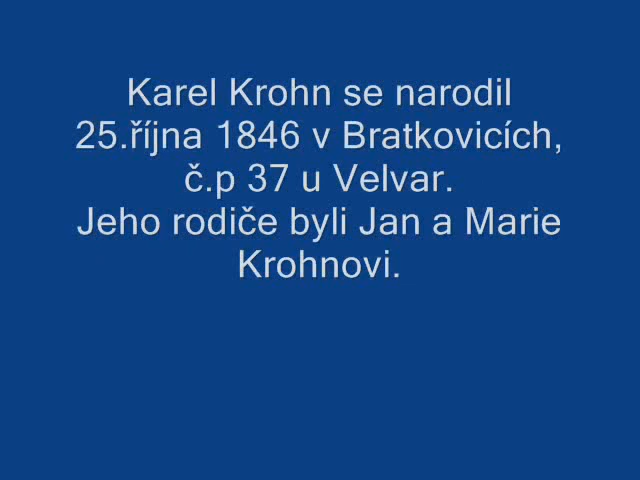 Karel Krohn se narodil
25.října 1846 v Bratkovicích,
č.p 37 u Velvar.
Jeho rodiče byli Jan a Marie
Krohnovi.